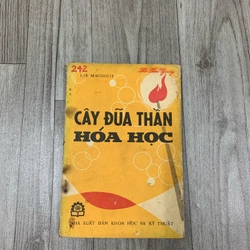 242
CÂY ĐŨA THẦN
HÓA HỌC
NHÀ XUẤT BẢN KHOA HỌC VÀ KỸ THUẬT